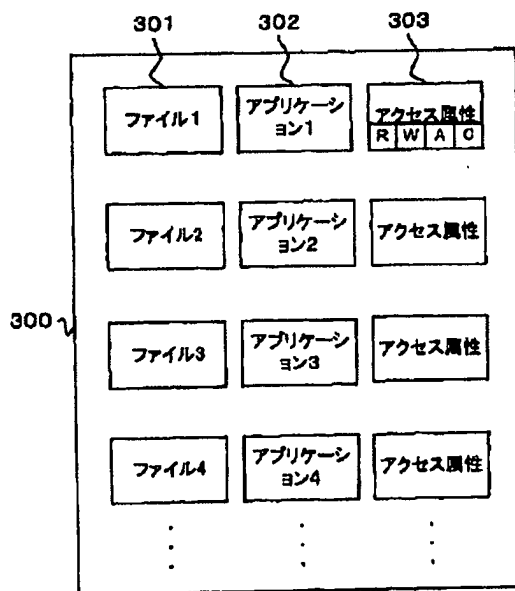 301 302 303
ファイル1 アプリケーション1 アクセス属性
R W A C
ファイル2 アプリケーション2 アクセス属性
300
ファイル3 アプリケーション3 アクセス属性
ファイル4 アプリケーション4 アクセス属性